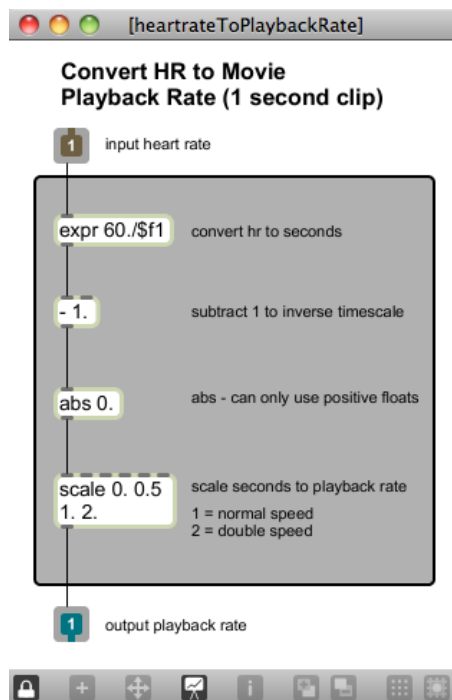 [heartrateToPlaybackRate]
Convert HR to Movie
Playback Rate (1 second clip)
1
input heart rate
expr 60./$f1
convert hr to seconds
- 1.
subtract 1 to inverse timescale
abs 0.
abs - can only use positive floats
scale 0. 0.5
1. 2.
scale seconds to playback rate
1 = normal speed
2 = double speed
1
output playback rate